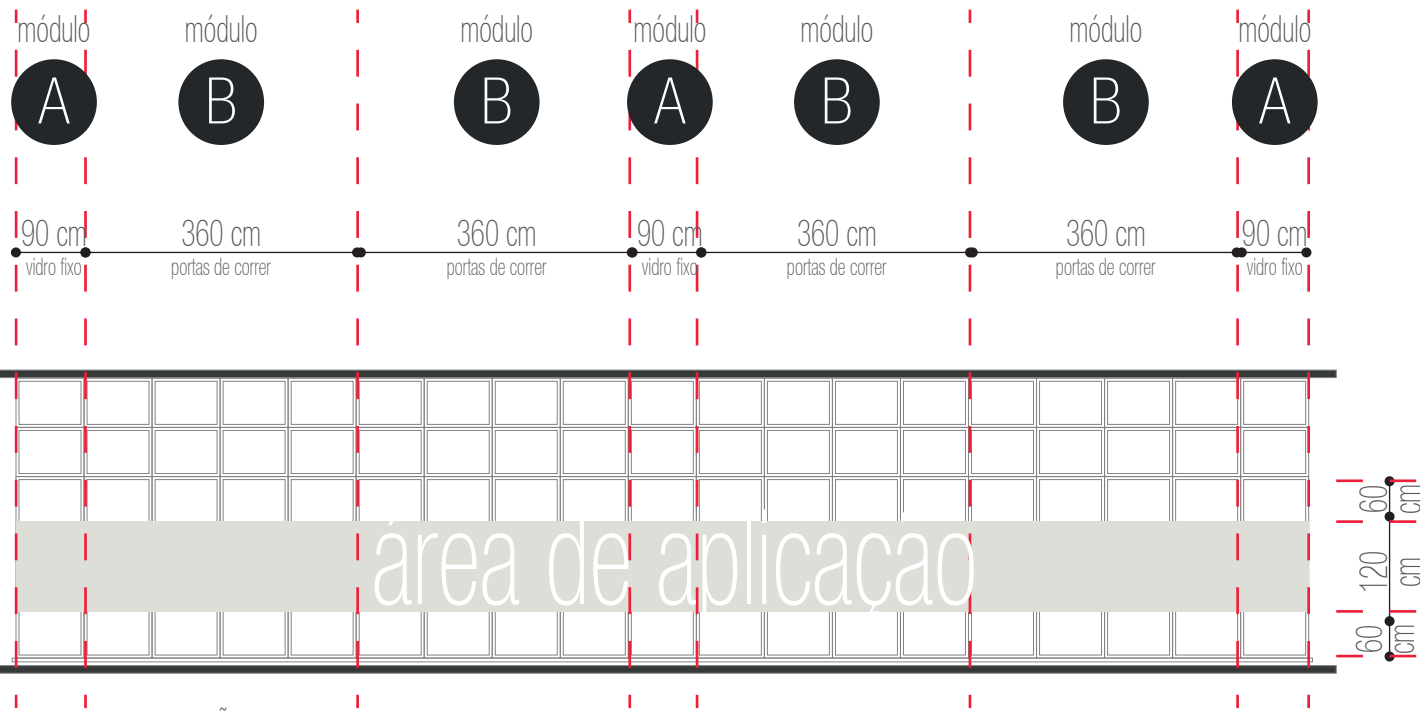 módulo módulo módulo módulo módulo módulo módulo
A B B A B B A
90 cm 360 cm 360 cm 90 cm 360 cm 360 cm 90 cm
vidro fixo portas de correr portas de correr vidro fixo portas de correr portas de correr vidro fixo
área de aplicaçao
60 cm
120 cm
60 cm